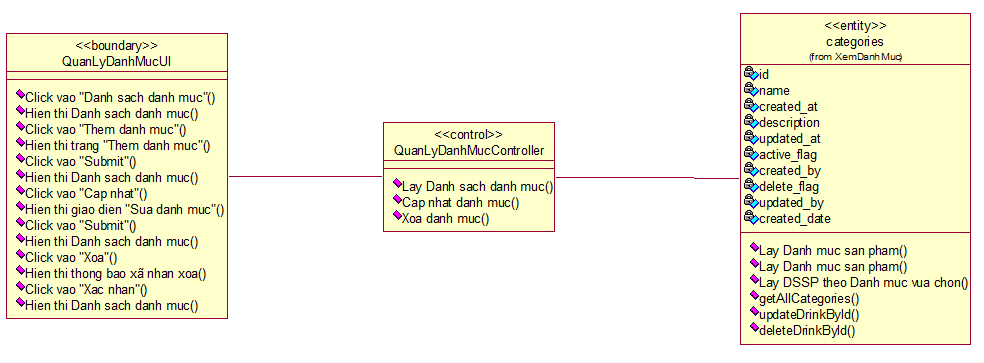 <<boundary>>
QuanLyDanhMucUI
Click vao "Danh sach danh muc"()
Hien thi Danh sach danh muc()
Click vao "Them danh muc"()
Hien thi trang "Them danh muc"()
Click vao "Submit"()
Hien thi Danh sach danh muc()
Click vao "Cap nhat"()
Hien thi giao dien "Sua danh muc"()
Click vao "Submit"()
Hien thi Danh sach danh muc()
Click vao "Xoa"()
Hien thi thong bao xã nhan xoa()
Click vao "Xac nhan"()
Hien thi Danh sach danh muc()
<<control>>
QuanLyDanhMucController
Lay Danh sach danh muc()
Cap nhat danh muc()
Xoa danh muc()
<<entity>>
categories
(from XemDanhMuc)
id
name
created_at
description
updated_at
active_flag
created_by
delete_flag
updated_by
created_date
Lay Danh muc san pham()
Lay Danh muc san pham()
Lay DSSP theo Danh muc vua chon()
getAllCategories()
updateDrinkById()
deleteDrinkById()